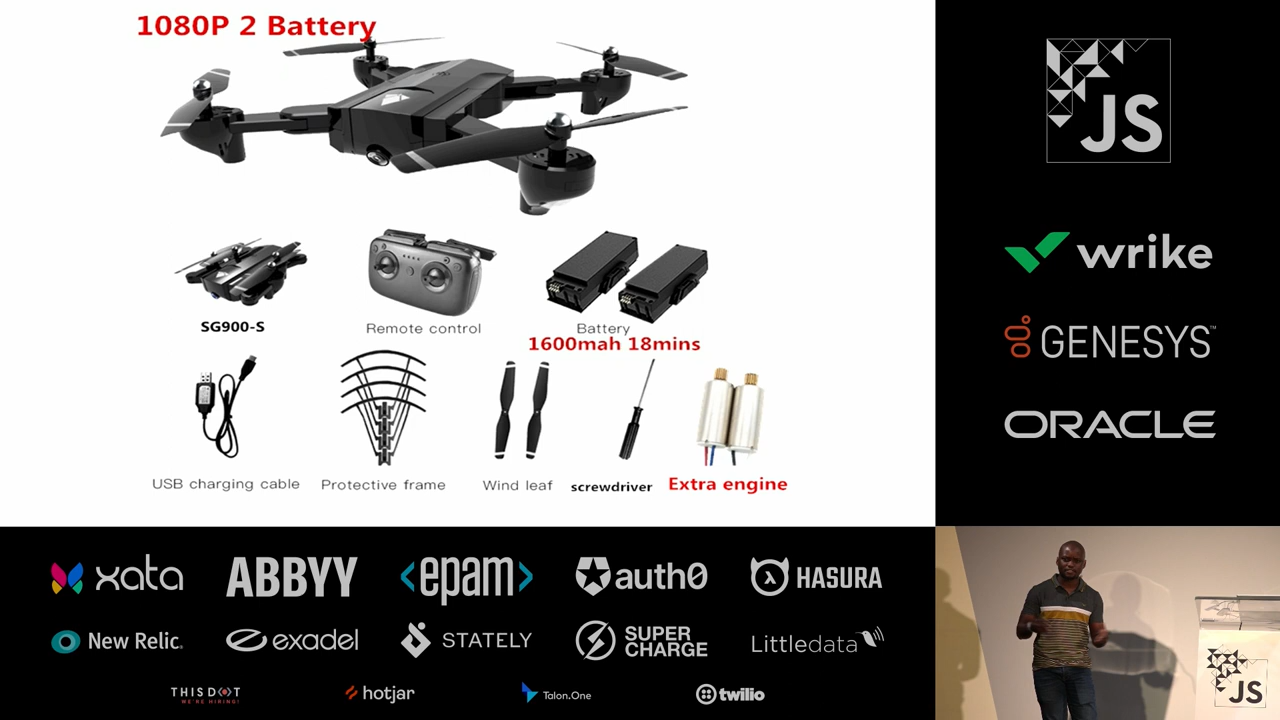 1080P 2 Battery
SG900-S
Remote control
Battery
1600mah 18mins
USB charging cable
Protective frame
Wind leaf
screwdriver
Extra engine
JS
wrike
GENESYS™
ORACLE
xata
ABBYY
<epam>
auth0
HASURA
New Relic.
exadel
STATELY
SUPER
CHARGE
Littledata
THIS DOT
WE'RE HIRING!
hotjar
Talon.One
twilio
JS